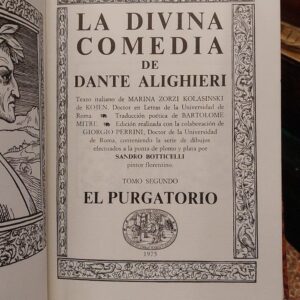 LA DIVINA
COMEDIA
DE
DANTE ALIGHIERI
Texto italiano de MARINA ZORZI KOLASINSKI
de KOJEN, Doctor en Letras de la Universidad
de Roma. Traducción poética de BARTOLOME
MITRE. Edición realizada con la colaboración de
GIORGIO PERRINI, Doctor de la Universidad
de Roma, conteniendo la serie de dibujos
efectuados a la punta de plomo y plata por
SANDRO BOTTICELLI
pintor florentino.
TOMO SEGUNDO
EL PURGATORIO
1973